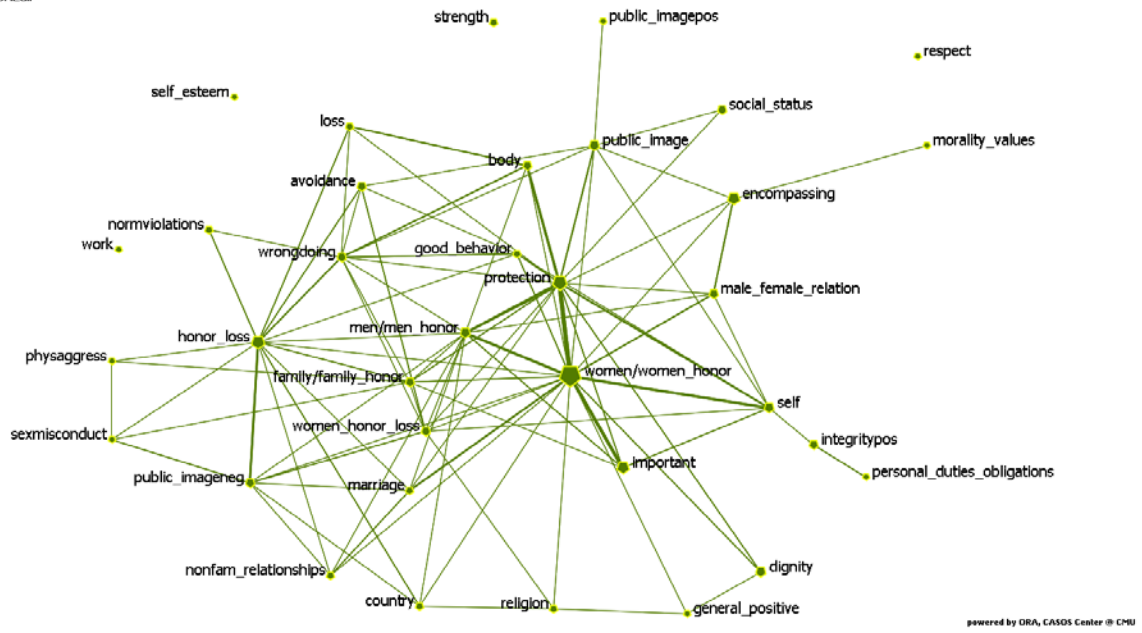 strength
public_imagepos
respect
self_esteem
social_status
loss
public_image
morality_values
body
avoidance
encompassing
normviolations
work
wrongdoing
good_behavior
protection
male_female_relation
men/men_honor
honor_loss
physaggress
family/family_honor
women/women_honor
self
women_honor_loss
sexmisconduct
integritypos
important
personal_duties_obligations
public_imageneg
marriage
nonfam_relationships
dignity
country
religion
general_positive
powered by ORA, CASOS Center @ CMU